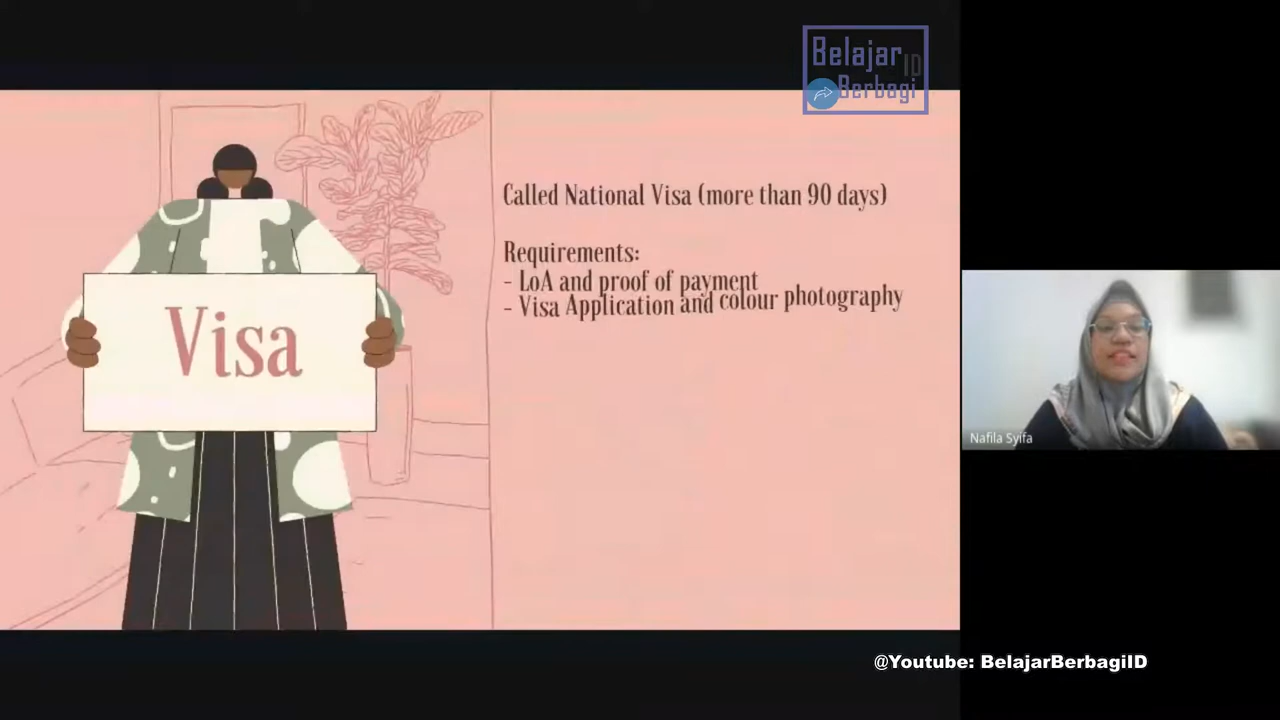 Belajar
ID
Berbagi
Called National Visa (more than 90 days)
Requirements:
- LoA and proof of payment
- Visa Application and colour photography
Visa
Nafila Syifa
@Youtube: BelajarBerbagiID